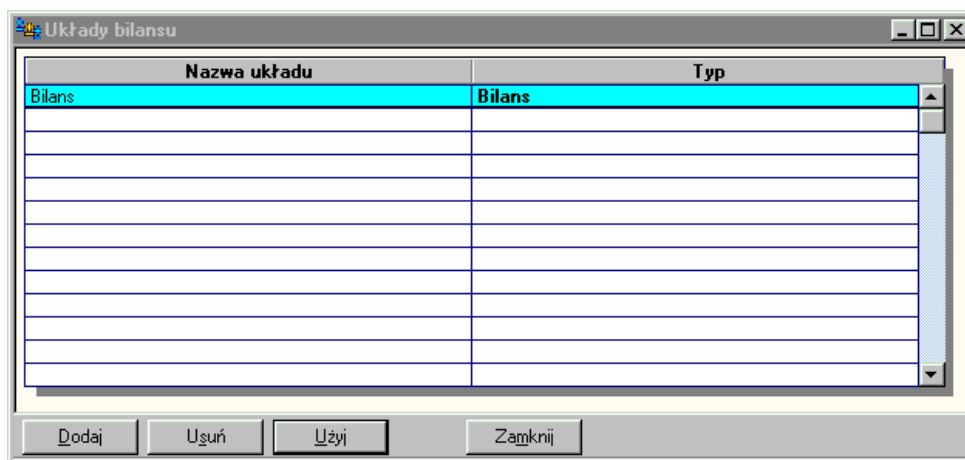 Układy bilansu
Nazwa układu Typ
Bilans Bilans
Dodaj Usuń Użyj Zamknij